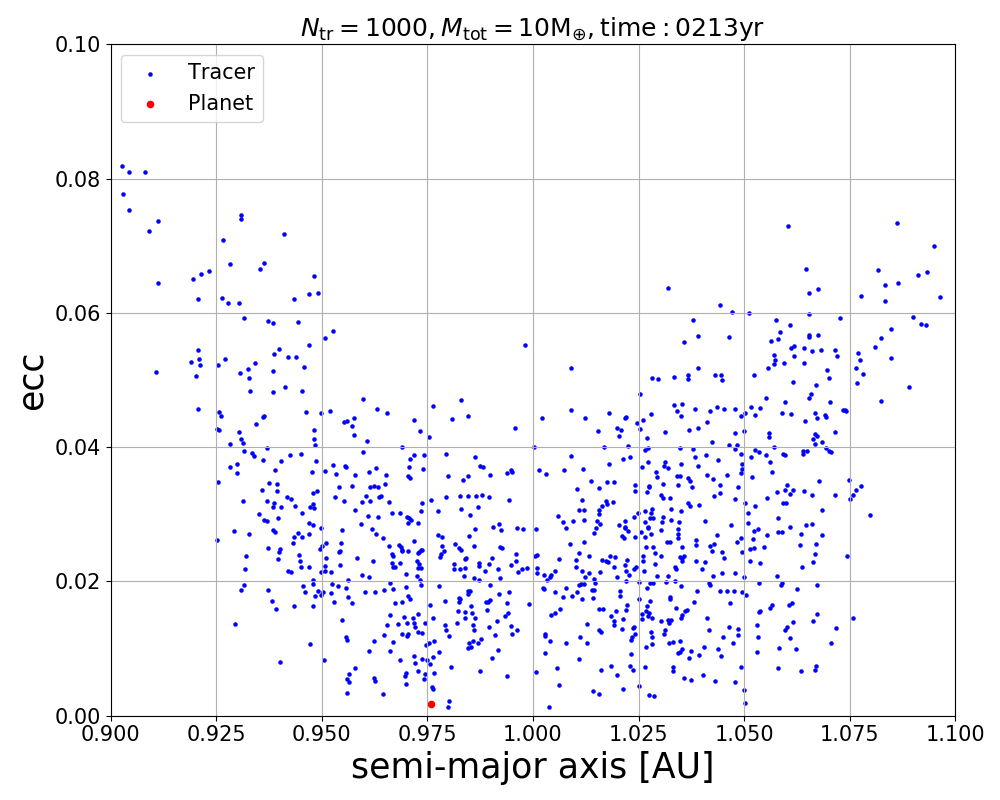 N_tr = 1000, M_tot = 10M_⊕, time : 0213yr
Tracer
Planet
ecc
0.10
0.08
0.06
0.04
0.02
0.00
0.900 0.925 0.950 0.975 1.000 1.025 1.050 1.075 1.100
semi-major axis [AU]